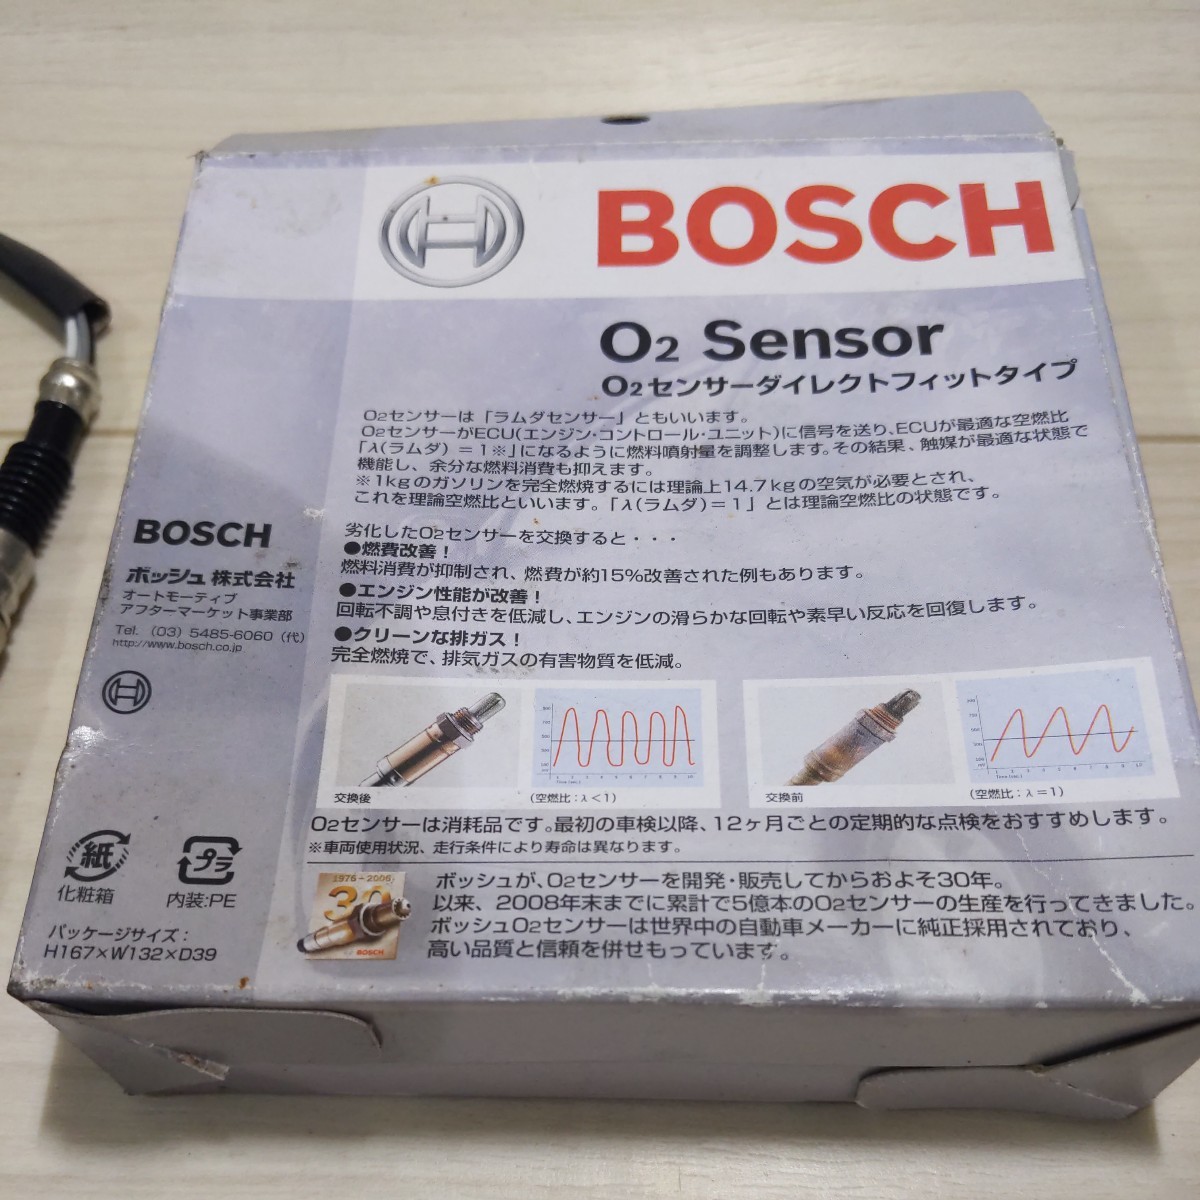 BOSCH
O2 Sensor
O2センサーダイレクトフィットタイプ
O2センサーは「ラムダセンサー」ともいいます。
O2センサーがECU(エンジン・コントロール・ユニット)に信号を送り、ECUが最適な空燃比
「λ(ラムダ)＝1※」になるように燃料噴射量を調整します。その結果、触媒が最適な状態で
機能し、余分な燃料消費も抑えます。
※1kgのガソリンを完全燃焼するには理論上14.7kgの空気が必要とされ、
これを理論空燃比といいます。「λ(ラムダ)＝1」とは理論空燃比の状態です。
劣化したO2センサーを交換すると・・・
●燃費改善！
燃料消費が抑制され、燃費が約15%改善された例もあります。
●エンジン性能が改善！
回転不調や息付きを低減し、エンジンの滑らかな回転や素早い反応を回復します。
●クリーンな排ガス！
完全燃焼で、排気ガスの有害物質を低減。
交換後
(空燃比：λ<1)
交換前
(空燃比：λ＝1)
O2センサーは消耗品です。最初の車検以降、12ヶ月ごとの定期的な点検をおすすめします。
※車両使用状況、走行条件により寿命は異なります。
1976-2006
30
BOSCH
ボッシュが、O2センサーを開発・販売してからおよそ30年。
以来、2008年末までに累計で5億本のO2センサーの生産を行ってきました。
ボッシュO2センサーは世界中の自動車メーカーに純正採用されており、
高い品質と信頼を併せもっています。
BOSCH
ボッシュ株式会社
オートモーティブ
アフターマーケット事業部
Tel. (03) 5485-6060 (代)
http://www.bosch.co.jp
紙
化粧箱
プラ
内装:PE
パッケージサイズ：
H167×W132×D39